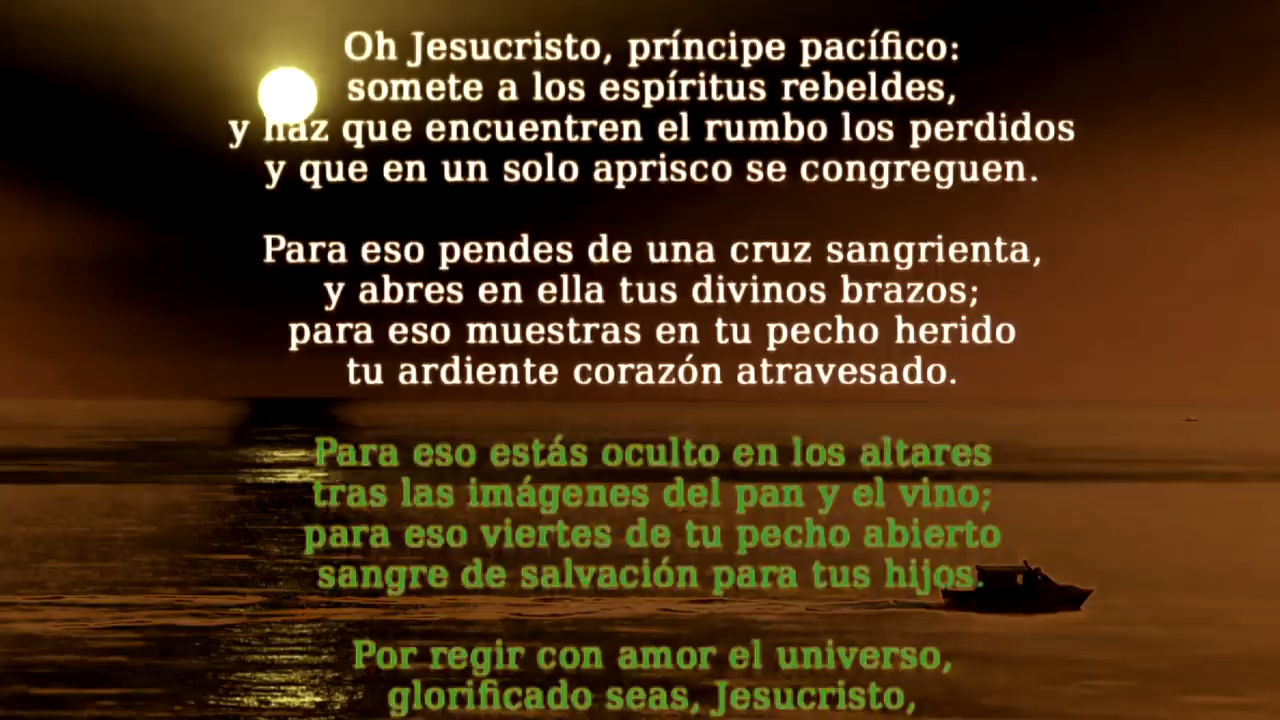 Oh Jesucristo, príncipe pacífico:
somete a los espíritus rebeldes,
y haz que encuentren el rumbo los perdidos
y que en un solo aprisco se congreguen.
Para eso pendes de una cruz sangrienta,
y abres en ella tus divinos brazos;
para eso muestras en tu pecho herido
tu ardiente corazón atravesado.
Para eso estás oculto en los altares
tras las imágenes del pan y el vino;
para eso viertes de tu pecho abierto
sangre de salvación para tus hijos.
Por regir con amor el universo,
glorificado seas, Jesucristo,